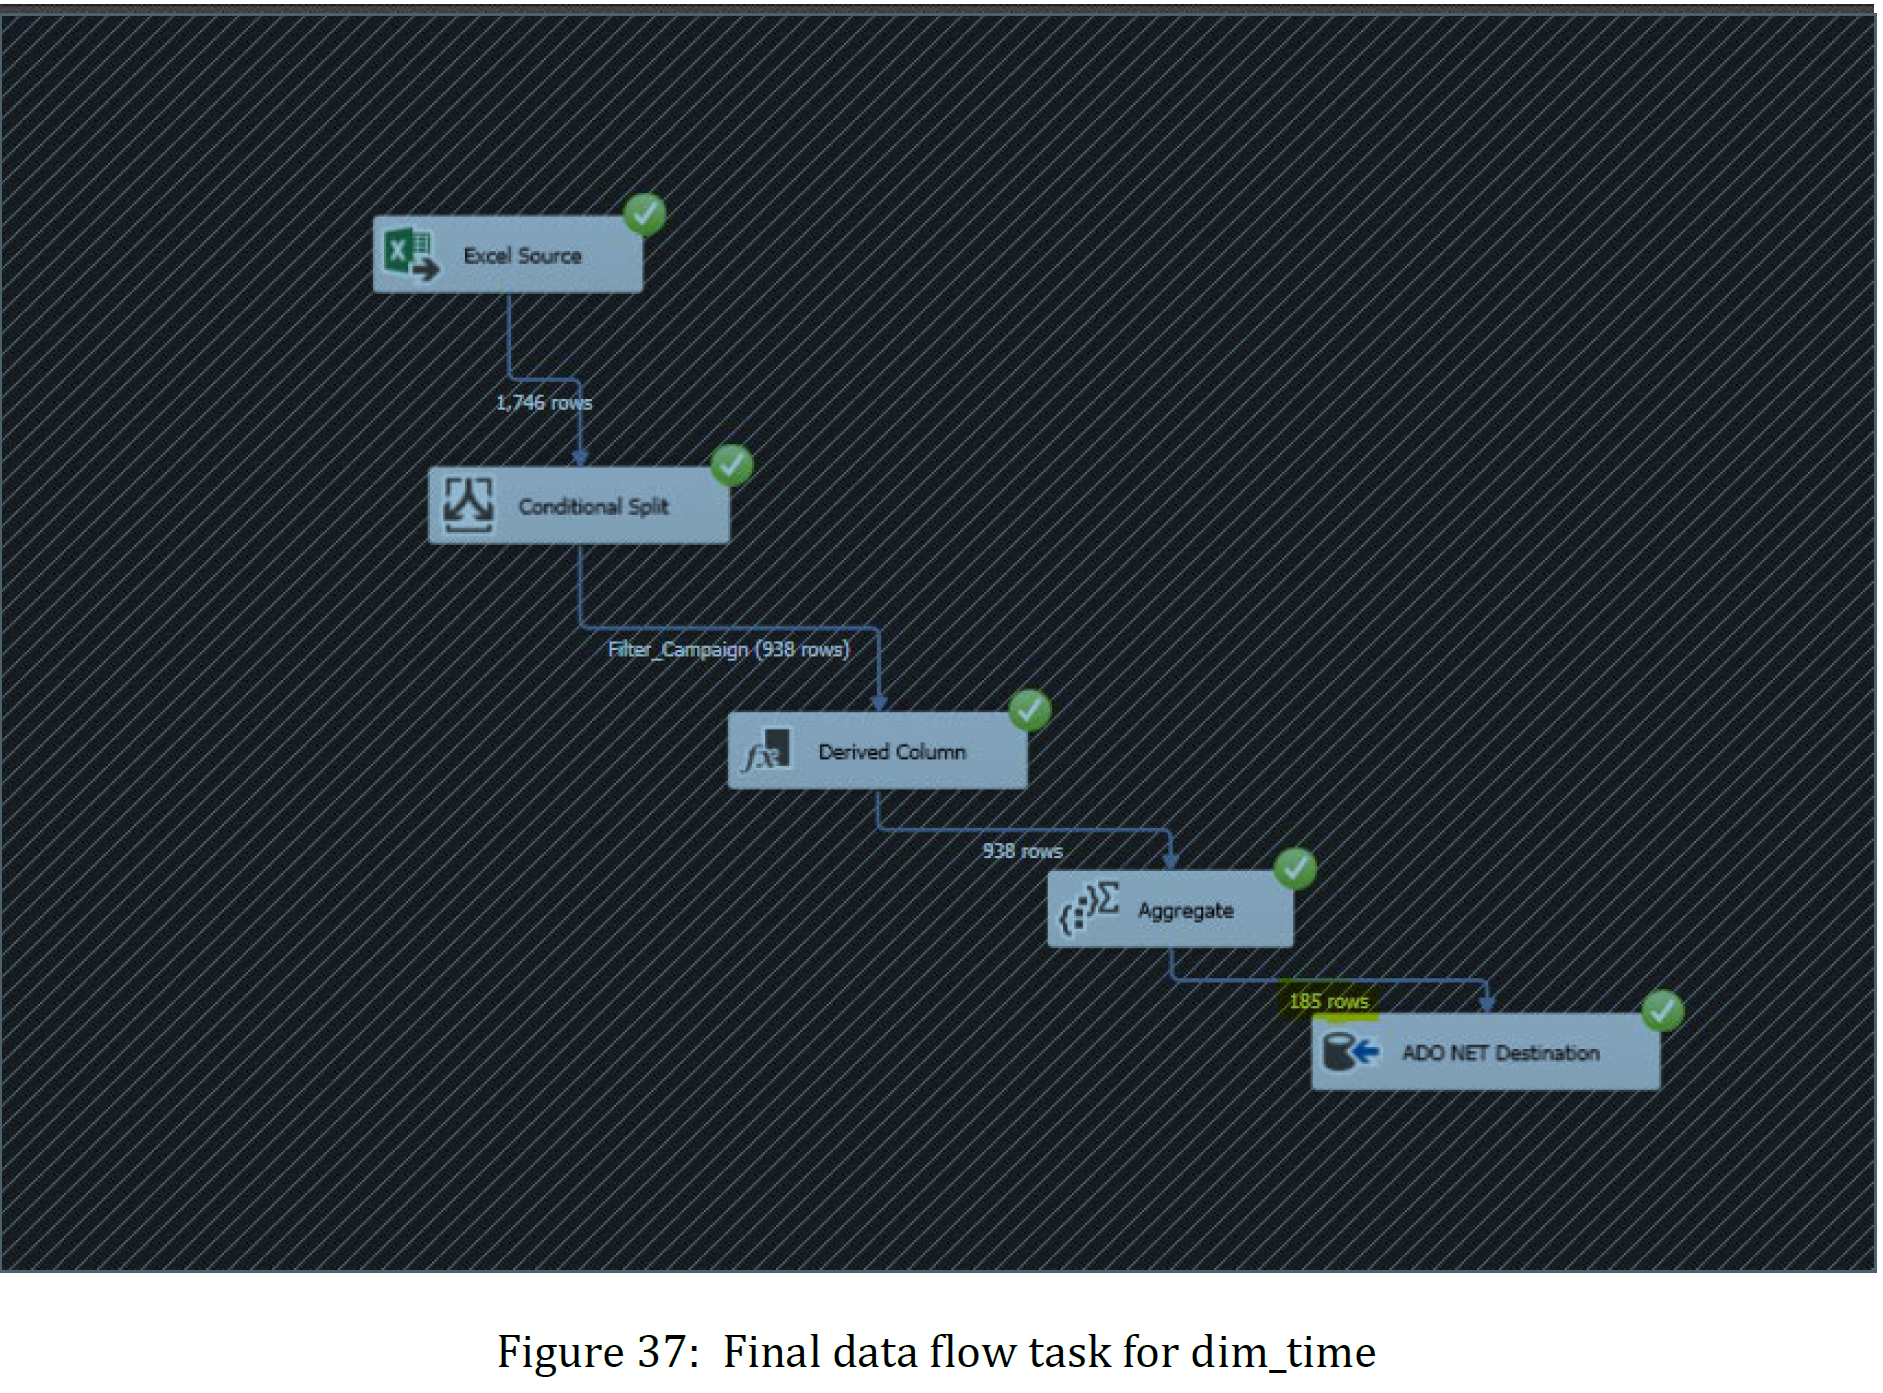 Excel Source
1,746 rows
Conditional Split
Filter_Campaign (938 rows)
Derived Column
938 rows
Aggregate
185 rows
ADO NET Destination
Figure 37: Final data flow task for dim_time